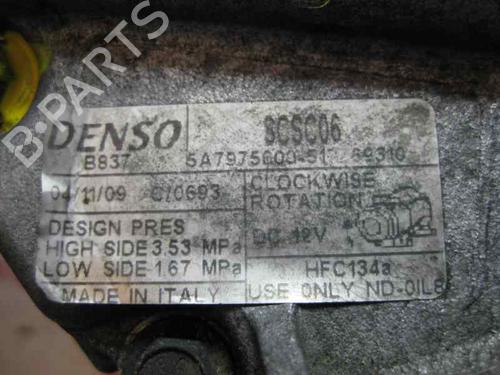 DENSO SCSC06
B837 5A7975600-51 69310
04/11/09 C/0693 CLOCKWISE
ROTATION
DESIGN PRES
HIGH SIDE 3.53 MPa DC 12V
LOW SIDE 1.67 MPa HFC134a
MADE IN ITALY USE ONLY ND-OIL8
B-PARTS